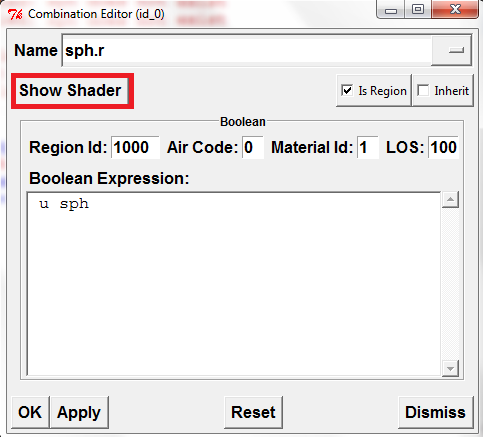 Combination Editor (id_0)
Name sph.r
Show Shader Is Region Inherit
Boolean
Region Id: 1000 Air Code: 0 Material Id: 1 LOS: 100
Boolean Expression:
u sph
OK Apply Reset Dismiss